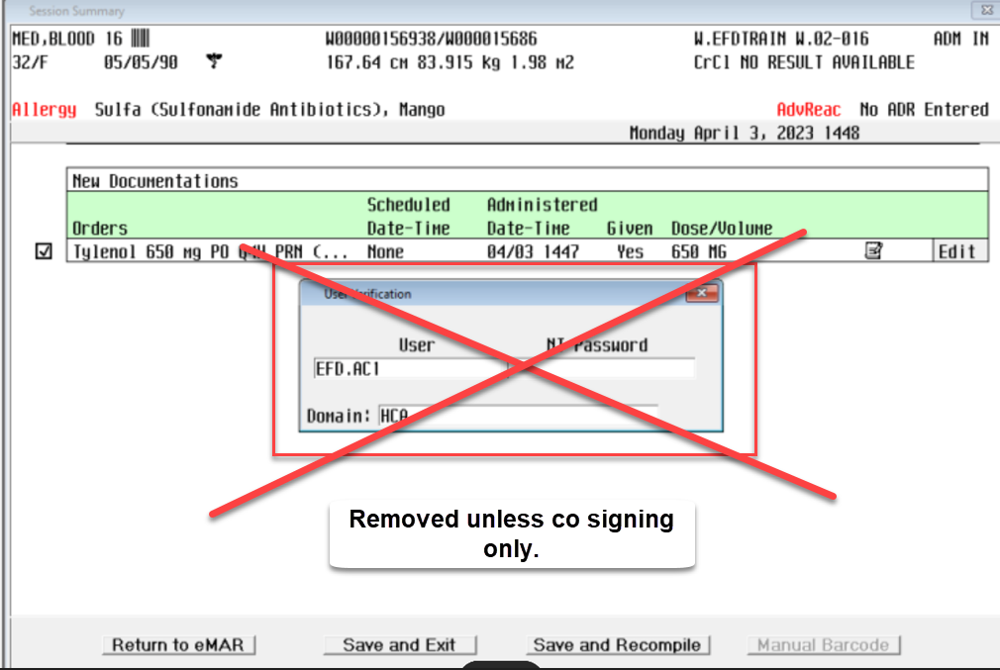 Session Summary
MED,BLOOD 16 W00000156938/W000015686 W.EFDTRAIN W.02-016 ADM IN
32/F 05/05/90 167.64 cm 83.915 kg 1.98 m2 CrCl NO RESULT AVAILABLE
Allergy Sulfa (Sulfonamide Antibiotics), Mango AdvReac No ADR Entered
Monday April 3, 2023 1448
New Documentations
Scheduled Administered
Orders Date-Time Date-Time Given Dose/Volume
Tylenol 650 mg PO Q4H PRN (... None 04/03 1447 Yes 650 MG Edit
User Verification
User NT Password
EFD.AC1
Domain: HCA
Removed unless co signing
only.
Return to eMAR Save and Exit Save and Recompile Manual Barcode